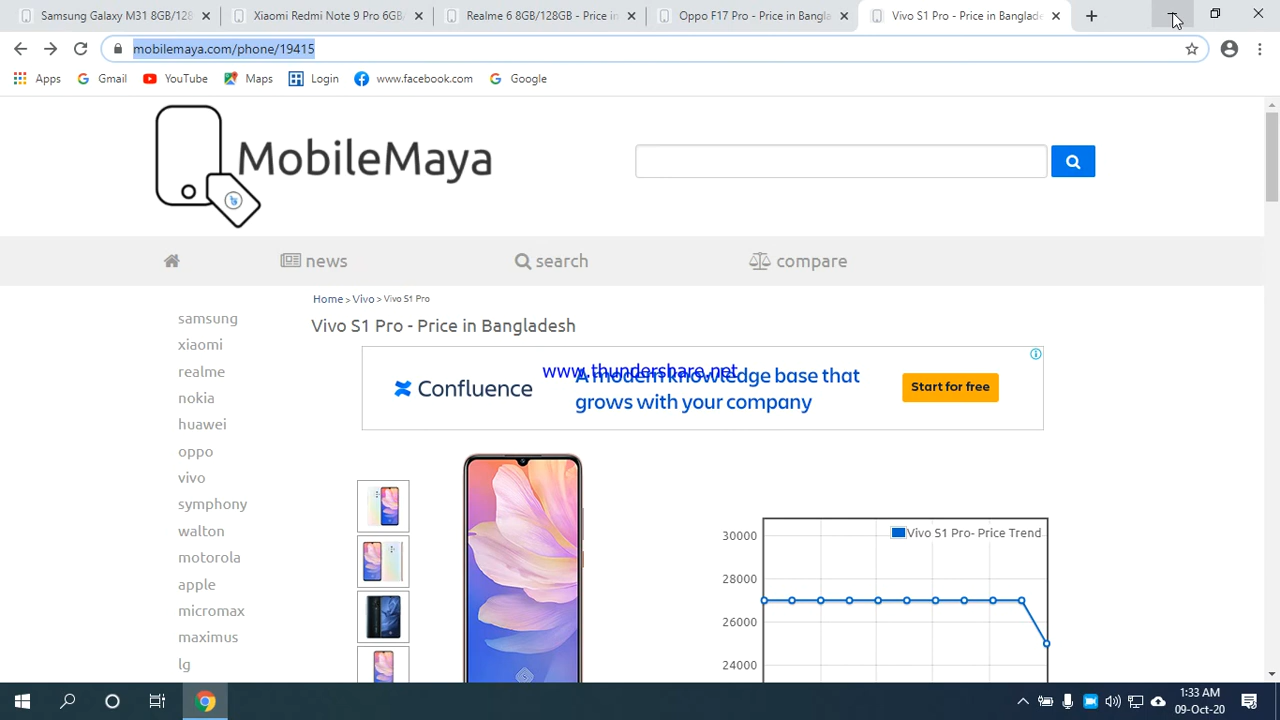 Samsung Galaxy M31 8GB/128
Xiaomi Redmi Note 9 Pro 6GB/
Realme 6 8GB/128GB - Price in
Oppo F17 Pro - Price in Bangla
Vivo S1 Pro - Price in Banglade
mobilemaya.com/phone/19415
Apps
Gmail
YouTube
Maps
Login
www.facebook.com
Google
MobileMaya
news
search
compare
Home > Vivo > Vivo S1 Pro
Vivo S1 Pro - Price in Bangladesh
samsung
xiaomi
realme
nokia
huawei
oppo
vivo
symphony
walton
motorola
apple
micromax
maximus
lg
www.thundershare.net
Confluence
A modern knowledge base that
grows with your company
Start for free
Vivo S1 Pro- Price Trend
30000
28000
26000
24000
1:33 AM
09-Oct-20